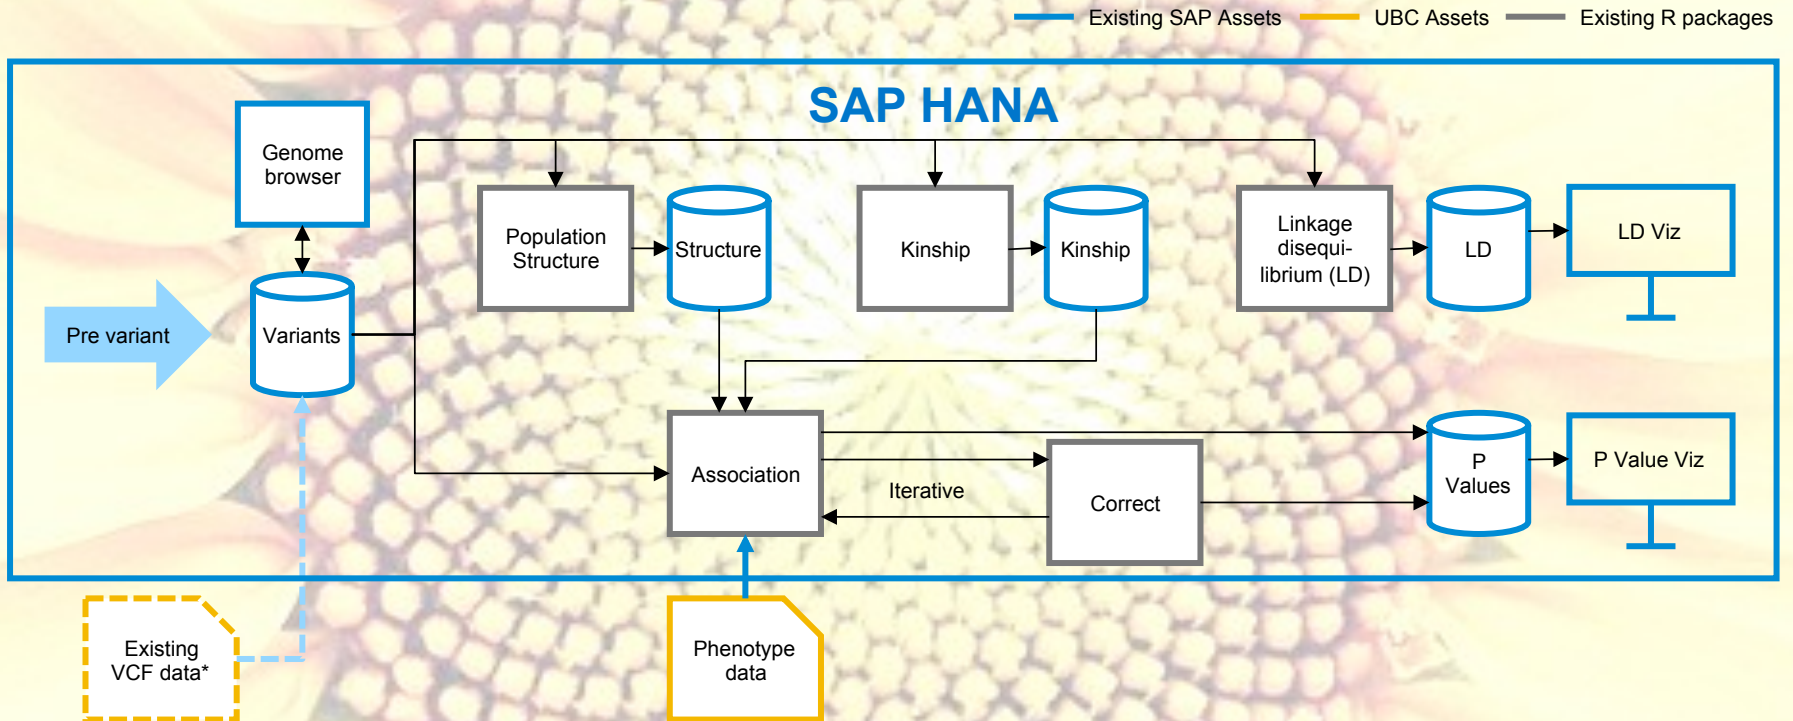 Existing SAP Assets
UBC Assets
Existing R packages
SAP HANA
Genome
browser
Population
Structure
Structure
Kinship
Kinship
Linkage
disequi-
librium (LD)
LD
LD Viz
Pre variant
Variants
Association
Iterative
Correct
P
Values
P Value Viz
Existing
VCF data*
Phenotype
data